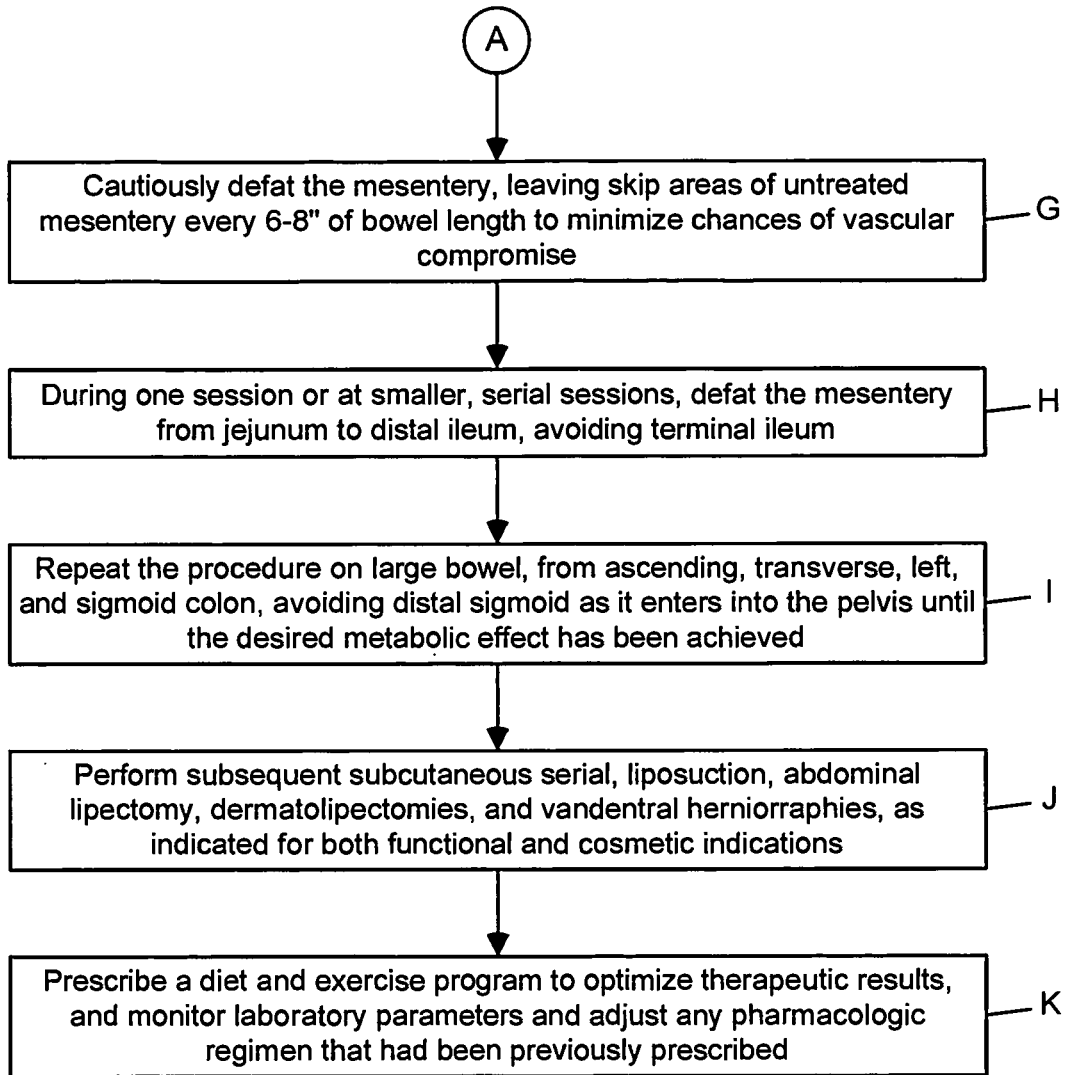 A
Cautiously defat the mesentery, leaving skip areas of untreated
mesentery every 6-8" of bowel length to minimize chances of vascular
compromise
G
During one session or at smaller, serial sessions, defat the mesentery
from jejunum to distal ileum, avoiding terminal ileum
H
Repeat the procedure on large bowel, from ascending, transverse, left,
and sigmoid colon, avoiding distal sigmoid as it enters into the pelvis until
the desired metabolic effect has been achieved
I
Perform subsequent subcutaneous serial, liposuction, abdominal
lipectomy, dermatolipectomies, and vandentral herniorraphies, as
indicated for both functional and cosmetic indications
J
Prescribe a diet and exercise program to optimize therapeutic results,
and monitor laboratory parameters and adjust any pharmacologic
regimen that had been previously prescribed
K